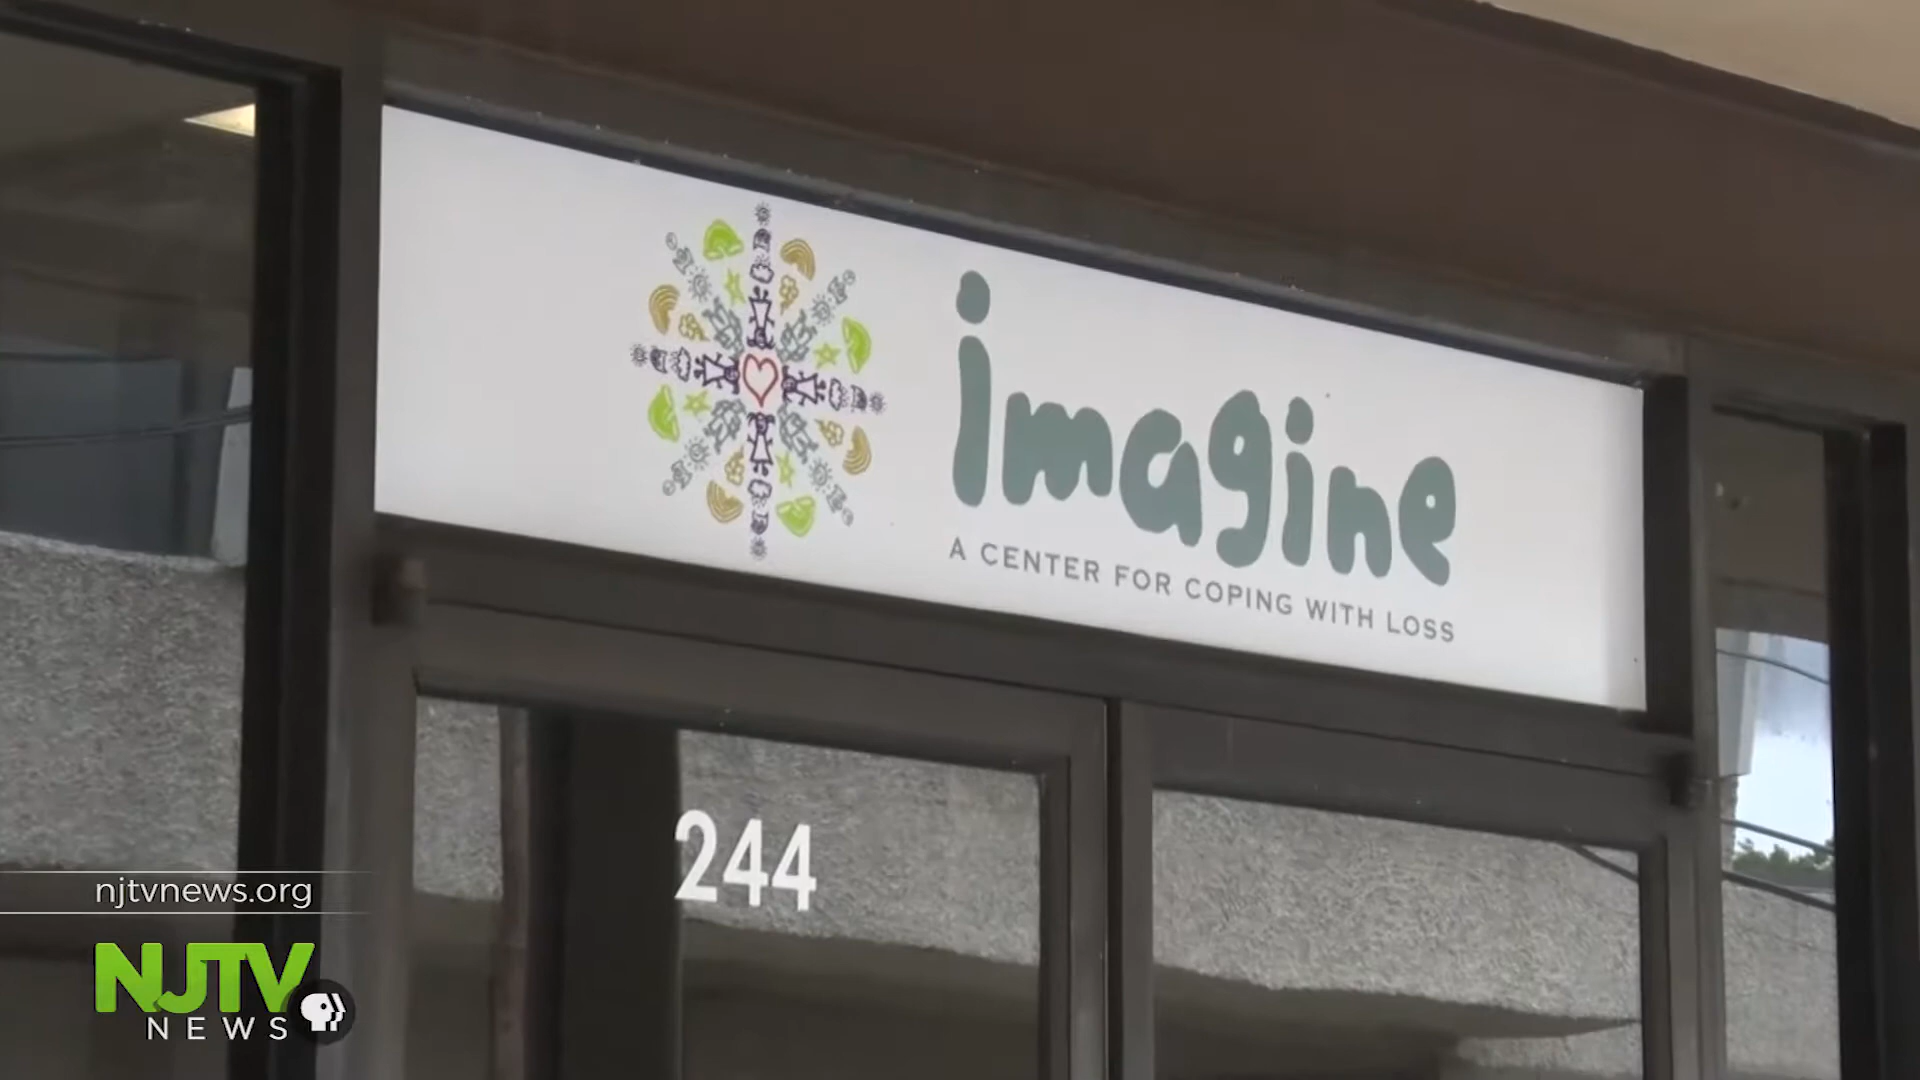 imagine
A CENTER FOR COPING WITH LOSS
244
njtvnews.org
NJTV
NEWS